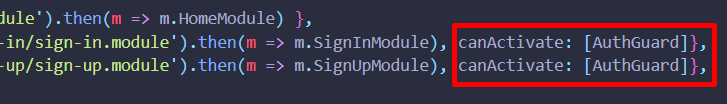 dule').then(m => m.HomeModule) },
-in/sign-in.module').then(m => m.SignInModule), canActivate: [AuthGuard]},
-up/sign-up.module').then(m => m.SignUpModule), canActivate: [AuthGuard]},